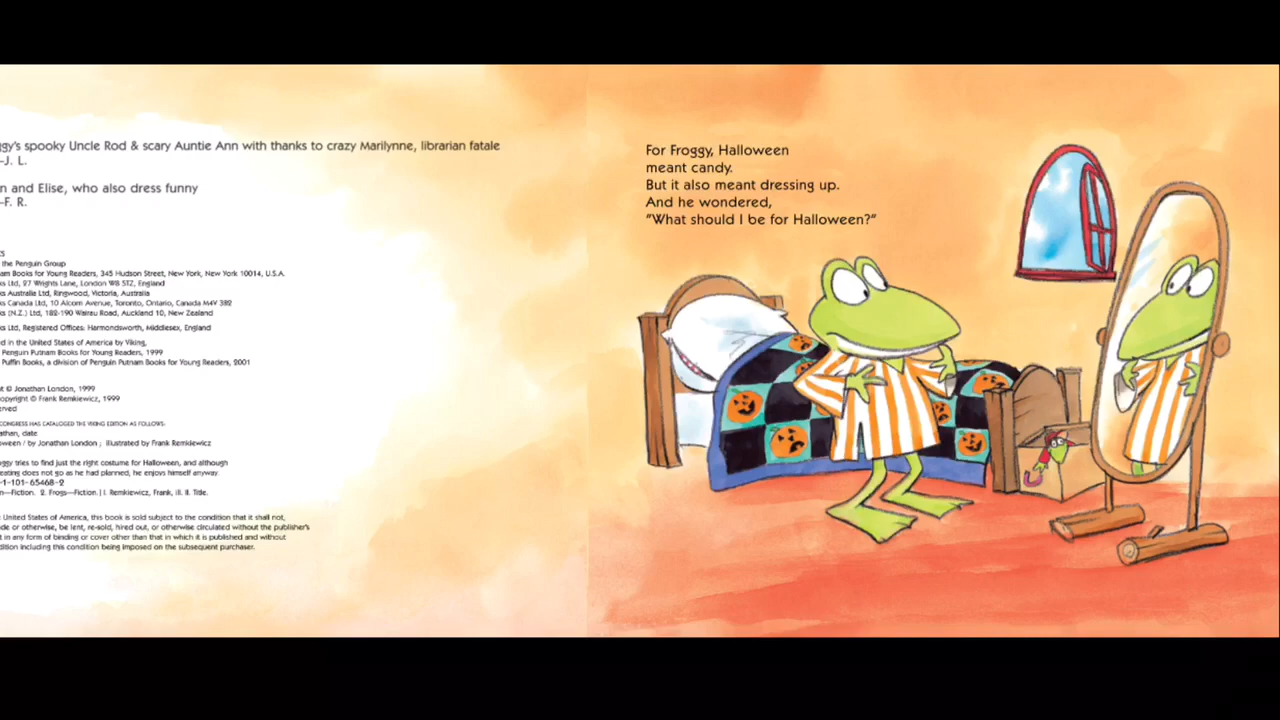 gy's spooky Uncle Rod & scary Auntie Ann with thanks to crazy Marilynne, librarian fatale
–J. L.
n and Elise, who also dress funny
–F. R.
the Penguin Group
am Books for Young Readers, 345 Hudson Street, New York, New York 10014, U.S.A.
ks Ltd, 27 Wrights Lane, London W8 5TZ, England
ks Australia Ltd, Ringwood, Victoria, Australia
ks Canada Ltd, 10 Alcorn Avenue, Toronto, Ontario, Canada M4V 3B2
ks (N.Z.) Ltd, 182-190 Wairau Road, Auckland 10, New Zealand
ks Ltd, Registered Offices: Harmondsworth, Middlesex, England
ed in the United States of America by Viking,
Penguin Putnam Books for Young Readers, 1999
Puffin Books, a division of Penguin Putnam Books for Young Readers, 2001
t © Jonathan London, 1999
opyright © Frank Remkiewicz, 1999
erved
CONGRESS HAS CATALOGED THE VIKING EDITION AS FOLLOWS:
athan, date
oween / by Jonathan London ; illustrated by Frank Remkiewicz
ggy tries to find just the right costume for Halloween, and although
eating does not go as he had planned, he enjoys himself anyway.
-1-101-65468-2
n—Fiction. 2. Frogs—Fiction.] I. Remkiewicz, Frank, ill. II. Title.
United States of America, this book is sold subject to the condition that it shall not,
de or otherwise, be lent, re-sold, hired out, or otherwise circulated without the publisher's
t in any form of binding or cover other than that in which it is published and without
dition including this condition being imposed on the subsequent purchaser.
For Froggy, Halloween
meant candy.
But it also meant dressing up.
And he wondered,
"What should I be for Halloween?"